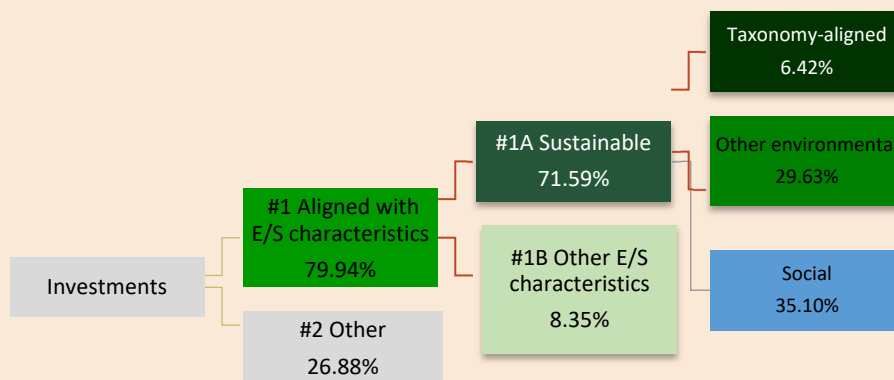 Taxonomy-aligned
6.42%
#1A Sustainable
71.59%
Other environmenta
29.63%
#1 Aligned with
E/S characteristics
79.94%
#1B Other E/S
characteristics
8.35%
Social
35.10%
Investments
#2 Other
26.88%